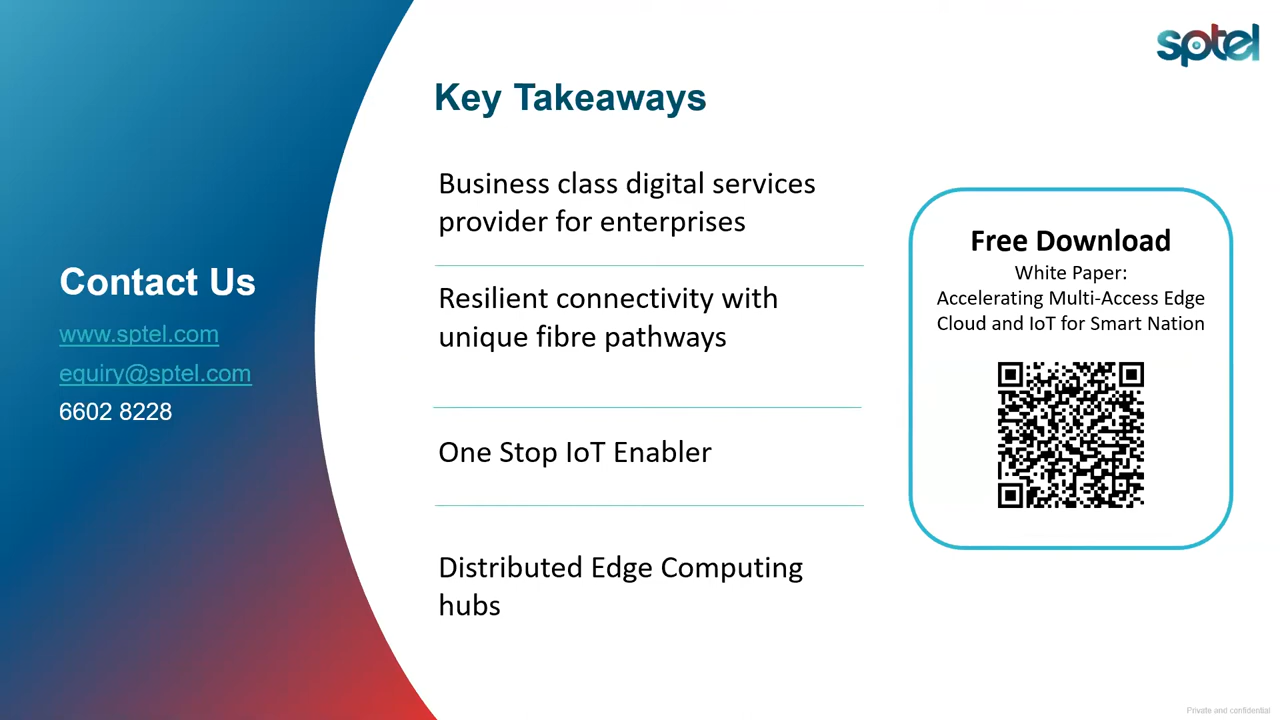 sptel
Key Takeaways
Business class digital services
provider for enterprises
Resilient connectivity with
unique fibre pathways
One Stop IoT Enabler
Distributed Edge Computing
hubs
Contact Us
www.sptel.com
equiry@sptel.com
6602 8228
Free Download
White Paper:
Accelerating Multi-Access Edge
Cloud and IoT for Smart Nation
Private and confidential